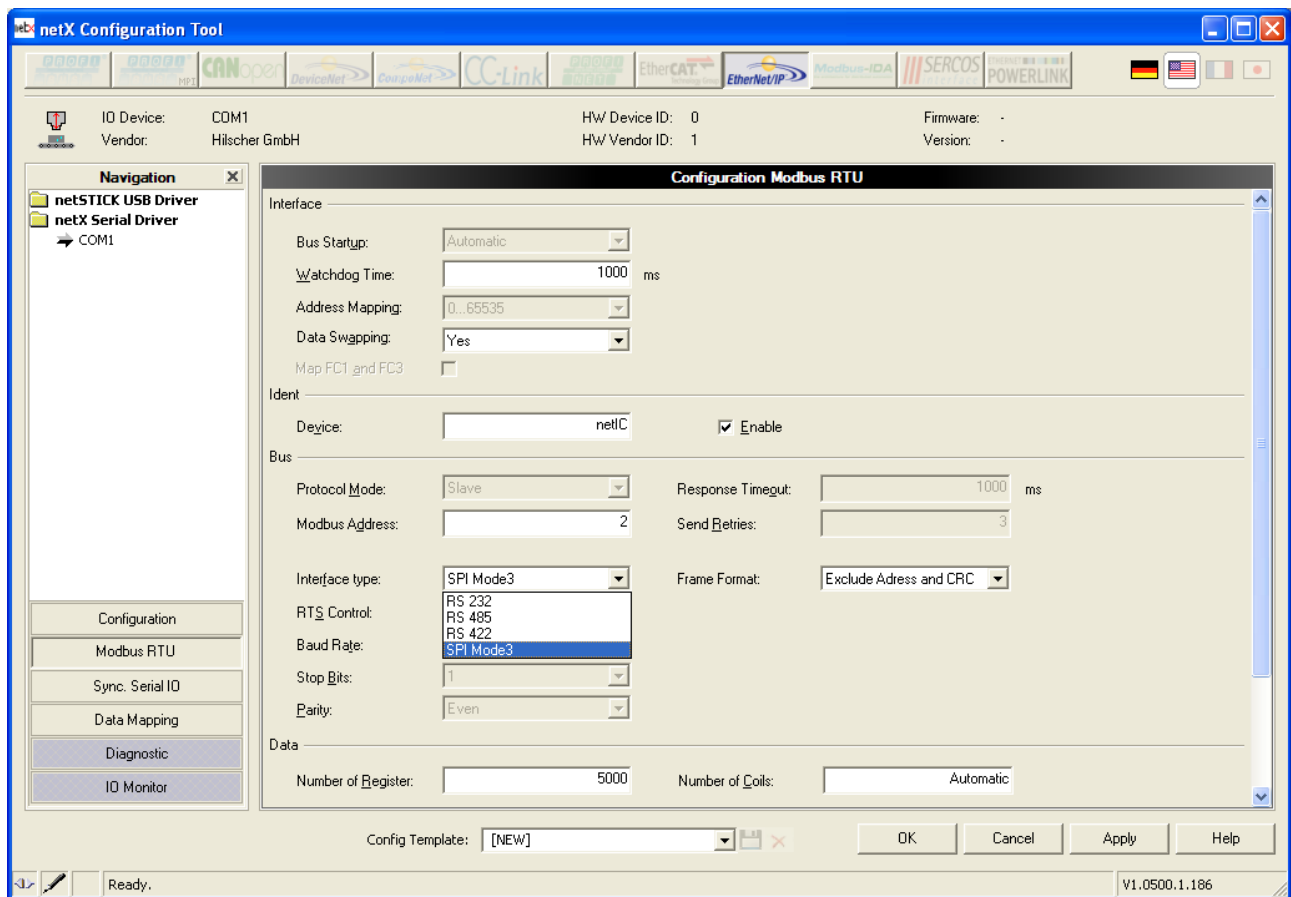 netX Configuration Tool
MPI CANopen DeviceNet CompoNet CC-Link EtherCAT EtherNet/IP Modbus-IDA SERCOS interface POWERLINK
IO Device: COM1 HW Device ID: 0 Firmware: -
Vendor: Hilscher GmbH HW Vendor ID: 1 Version: -
Navigation
netSTICK USB Driver
netX Serial Driver
COM1
Configuration
Modbus RTU
Sync. Serial IO
Data Mapping
Diagnostic
IO Monitor
Configuration Modbus RTU
Interface
Bus Startup: Automatic
Watchdog Time: 1000 ms
Address Mapping: 0...65535
Data Swapping: Yes
Map FC1 and FC3
Ident
Device: netIC Enable
Bus
Protocol Mode: Slave Response Timeout: 1000 ms
Modbus Address: 2 Send Retries: 3
Interface type: SPI Mode3 Frame Format: Exclude Adress and CRC
RS 232
RTS Control: RS 485
RS 422
Baud Rate: SPI Mode3
Stop Bits: 1
Parity: Even
Data
Number of Register: 5000 Number of Coils: Automatic
Config Template: [NEW] OK Cancel Apply Help
Ready. V1.0500.1.186